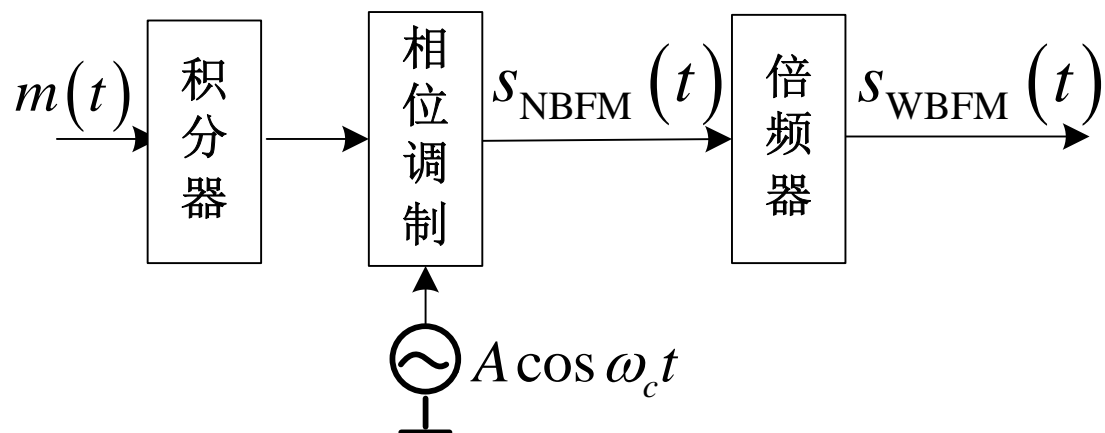 m(t)
积分器
相位调制
s_NBFM(t)
倍频器
s_WBFM(t)
A cos ω_c t